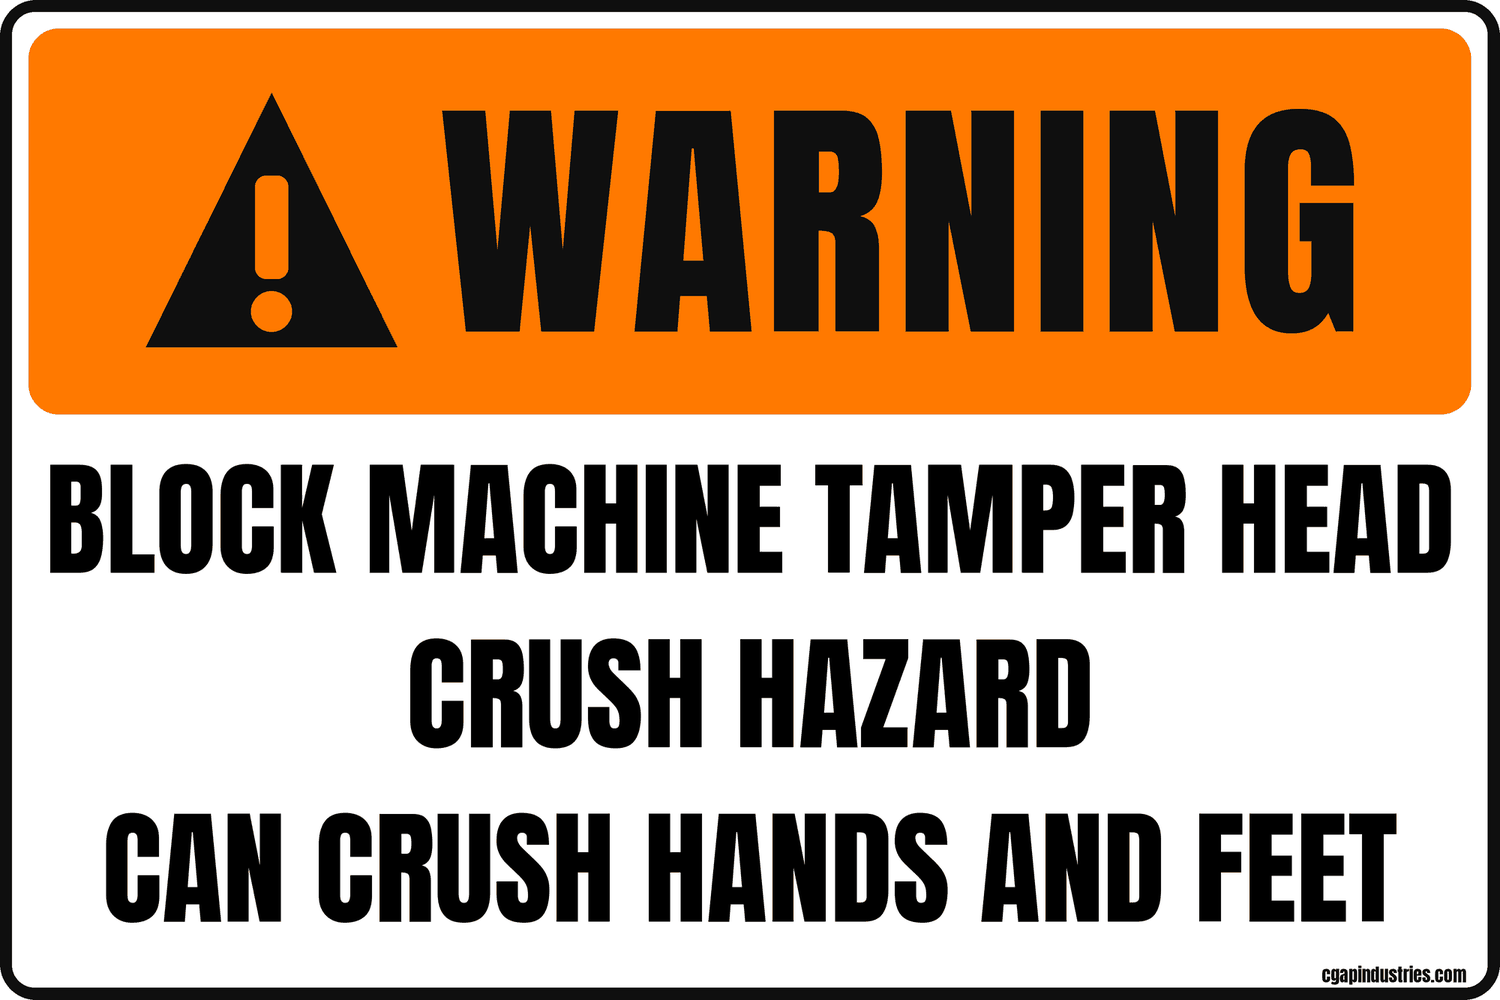 WARNING
BLOCK MACHINE TAMPER HEAD
CRUSH HAZARD
CAN CRUSH HANDS AND FEET
cgapindustries.com